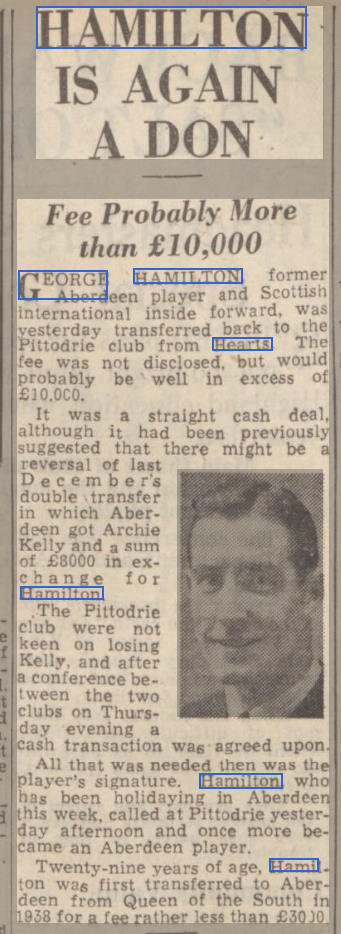 HAMILTON
IS AGAIN
A DON
Fee Probably More
than £10,000
GEORGE HAMILTON former
Aberdeen player and Scottish
international inside forward, was
yesterday transferred back to the
Pittodrie club from Hearts. The
fee was not disclosed, but would
probably be well in excess of
£10,000.
It was a straight cash deal,
although it had been previously
suggested that there might be a
reversal of last
December's
double transfer
in which Aber-
deen got Archie
Kelly and a sum
of £8000 in ex-
change for
Hamilton.
The Pittodrie
club were not
keen on losing
Kelly, and after
a conference be-
tween the two
clubs on Thurs-
day evening a
cash transaction was agreed upon.
All that was needed then was the
player's signature. Hamilton, who
has been holidaying in Aberdeen
this week, called at Pittodrie yester-
day afternoon and once more be-
came an Aberdeen player.
Twenty-nine years of age, Hamil-
ton was first transferred to Aber-
deen from Queen of the South in
1938 for a fee rather less than £3000.